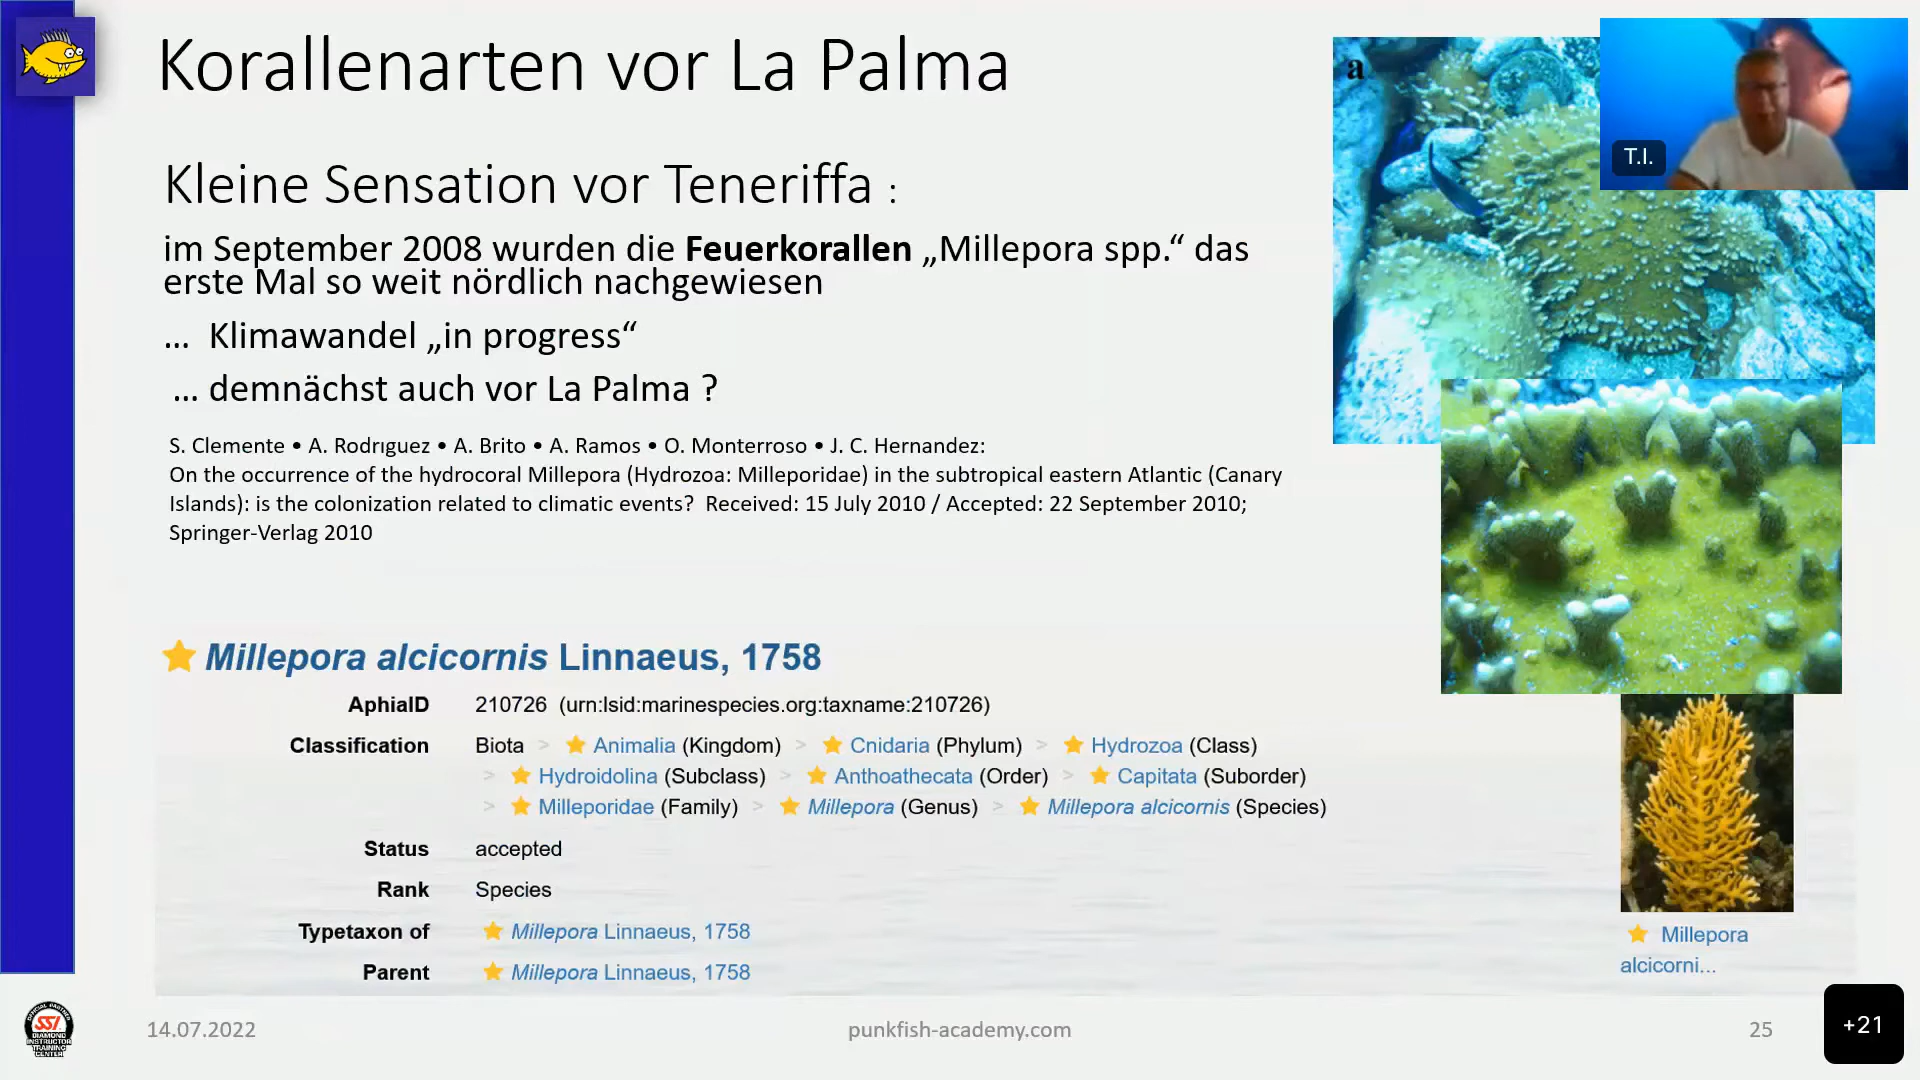 Korallenarten vor La Palma
a
T.I.
Kleine Sensation vor Teneriffa :
im September 2008 wurden die Feuerkorallen „Millepora spp.“ das
erste Mal so weit nördlich nachgewiesen
... Klimawandel „in progress“
... demnächst auch vor La Palma ?
S. Clemente • A. Rodrıguez • A. Brito • A. Ramos • O. Monterroso • J. C. Hernandez:
On the occurrence of the hydrocoral Millepora (Hydrozoa: Milleporidae) in the subtropical eastern Atlantic (Canary
Islands): is the colonization related to climatic events? Received: 15 July 2010 / Accepted: 22 September 2010;
Springer-Verlag 2010
Millepora alcicornis Linnaeus, 1758
AphiaID 210726 (urn:lsid:marinespecies.org:taxname:210726)
Classification Biota > Animalia (Kingdom) > Cnidaria (Phylum) > Hydrozoa (Class)
> Hydroidolina (Subclass) > Anthoathecata (Order) > Capitata (Suborder)
> Milleporidae (Family) > Millepora (Genus) > Millepora alcicornis (Species)
Status accepted
Rank Species
Typetaxon of Millepora Linnaeus, 1758
Parent Millepora Linnaeus, 1758
Millepora
alcicorni...
SSI
DIAMOND
INSTRUCTOR
TRAINING
CENTER
14.07.2022
punkfish-academy.com
25
+21